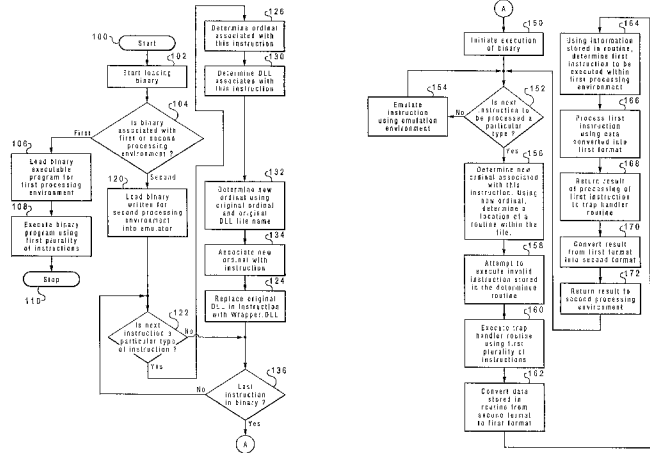 100
Start
102
Start loading
binary
104
Is binary
associated with
first or second
processing
environment ?
First
Second
106
Load binary
executable
program for
first processing
environment
108
Execute binary
program using
first plurality
of instructions
Stop
110
120
Load binary
written for
second processing
environment
into emulator
122
Is next
instruction a
particular type
of instruction ?
No
Yes
126
Determine ordinal
associated with
this instruction
130
Determine DLL
associates with
this instruction
132
Determine new
ordinal using
original ordinal
and original
DLL file name
134
Associate new
ordinal with
instruction
124
Replace original
DLL in instruction
with Wrapper.DLL
136
Last
instruction
in binary ?
No
Yes
A
A
150
Initiate execution
of binary
152
Is next
instruction to
be processed a
particular
type ?
No
Yes
154
Emulate
instruction
using emulation
environment
156
Determine new
ordinal associated
with this
instruction. Using
new ordinal,
determine a
location of a
routine within the
file.
158
Attempt to
execute invalid
instruction stored
in the determine
routine
160
Execute trap
handler routine
using first
plurality of
instructions
162
Convert data
stored in
routine from
second format
to first format
164
Using information
stored in routine,
determine first
instruction to be
executed within
first processing
environment
166
Process first
instruction
using data
converted into
first format
168
Return result
of processing of
first instruction
to trap handler
routine
170
Convert result
from first format
into second format
172
Return result to
second processing
environment